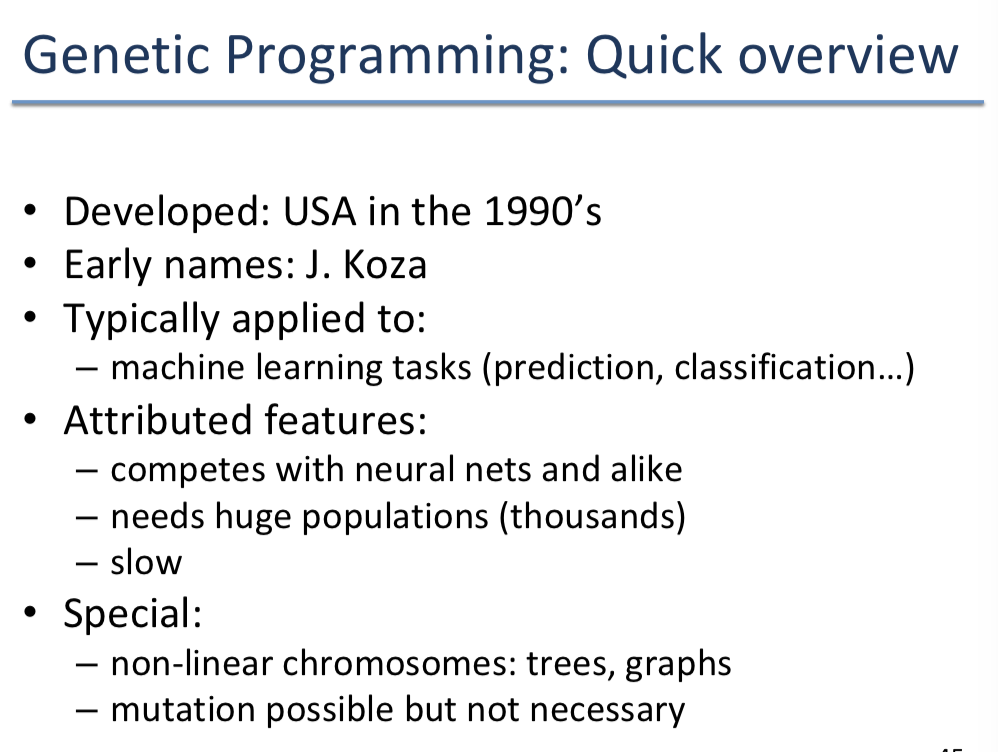 Genetic Programming: Quick overview
• Developed: USA in the 1990’s
• Early names: J. Koza
• Typically applied to:
– machine learning tasks (prediction, classification…)
• Attributed features:
– competes with neural nets and alike
– needs huge populations (thousands)
– slow
• Special:
– non-linear chromosomes: trees, graphs
– mutation possible but not necessary